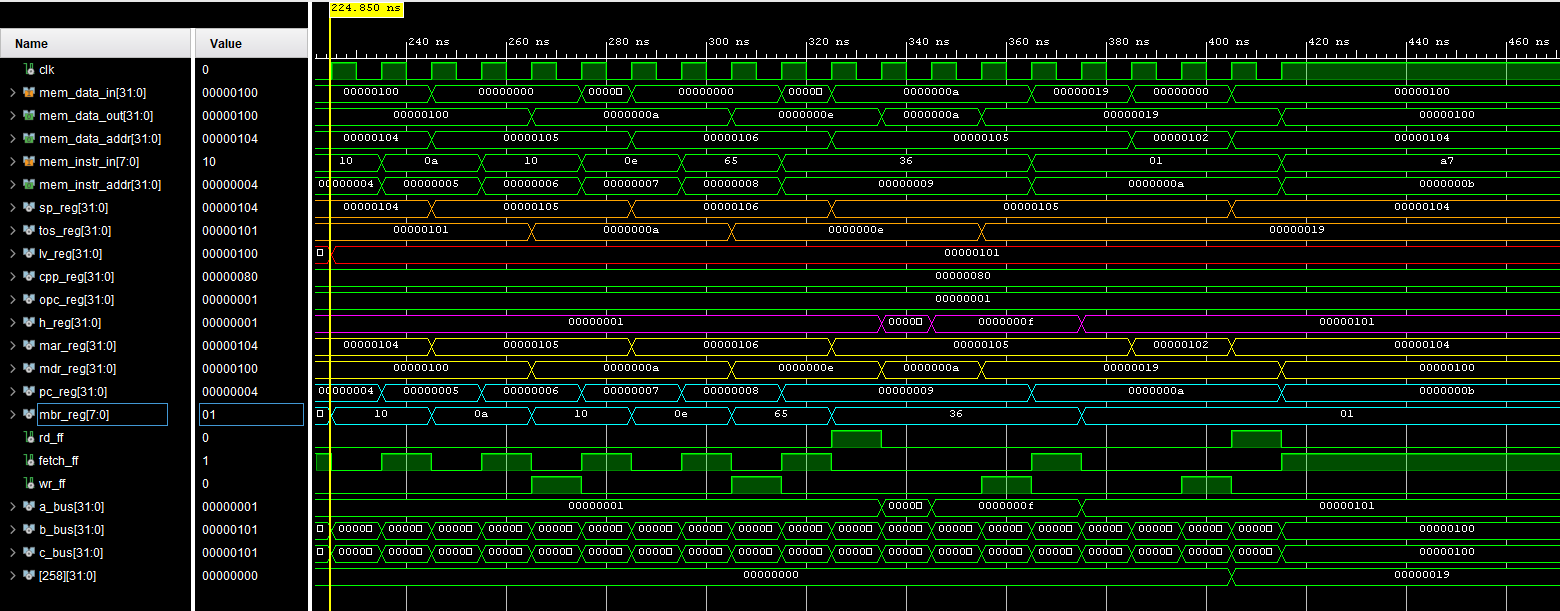 224.850 ns
Name Value
240 ns 260 ns 280 ns 300 ns 320 ns 340 ns 360 ns 380 ns 400 ns 420 ns 440 ns 460 ns
clk 0
mem_data_in[31:0] 00000100 00000100 00000000 0000 00000000 0000 0000000a 00000019 00000000 00000100
mem_data_out[31:0] 00000100 00000100 0000000a 0000000e 0000000a 00000019 00000100
mem_data_addr[31:0] 00000104 00000104 00000105 00000106 00000105 00000102 00000104
mem_instr_in[7:0] 10 10 0a 10 0e 65 36 01 a7
mem_instr_addr[31:0] 00000004 00000004 00000005 00000006 00000007 00000008 00000009 0000000a 0000000b
sp_reg[31:0] 00000104 00000104 00000105 00000106 00000105 00000104
tos_reg[31:0] 00000101 00000101 0000000a 0000000e 00000019
lv_reg[31:0] 00000100 00000101
cpp_reg[31:0] 00000080 00000080
opc_reg[31:0] 00000001 00000001
h_reg[31:0] 00000001 00000001 0000 0000000f 00000101
mar_reg[31:0] 00000104 00000104 00000105 00000106 00000105 00000102 00000104
mdr_reg[31:0] 00000100 00000100 0000000a 0000000e 0000000a 00000019 00000100
pc_reg[31:0] 00000004 00000004 00000005 00000006 00000007 00000008 00000009 0000000a 0000000b
mbr_reg[7:0] 01 10 0a 10 0e 65 36 01
rd_ff 0
fetch_ff 1
wr_ff 0
a_bus[31:0] 00000001 00000001 0000 0000000f 00000101
b_bus[31:0] 00000101 0000 0000 0000 0000 0000 0000 0000 0000 0000 0000 0000 0000 0000 0000 0000 0000 0000 0000 0000 00000100
c_bus[31:0] 00000101 0000 0000 0000 0000 0000 0000 0000 0000 0000 0000 0000 0000 0000 0000 0000 0000 0000 0000 0000 00000100
[258][31:0] 00000000 00000000 00000019